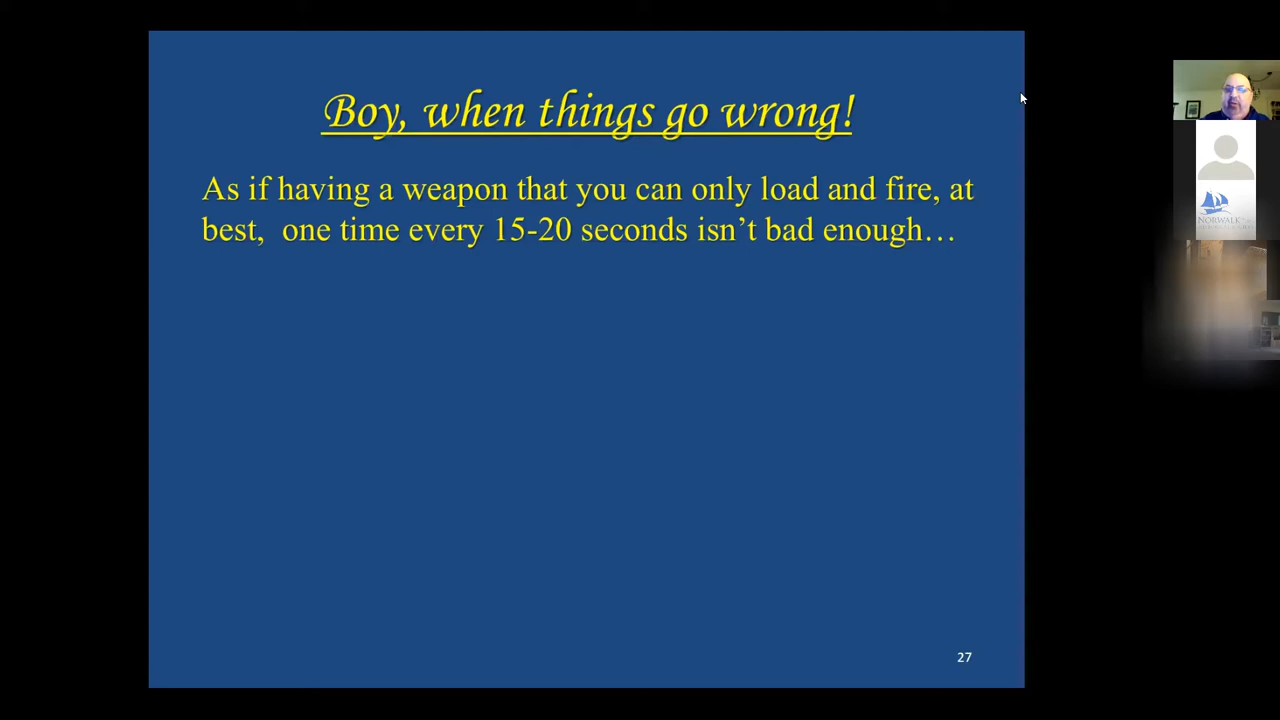 Boy, when things go wrong!
As if having a weapon that you can only load and fire, at
best,  one time every 15-20 seconds isn’t bad enough…
27
NORWALK